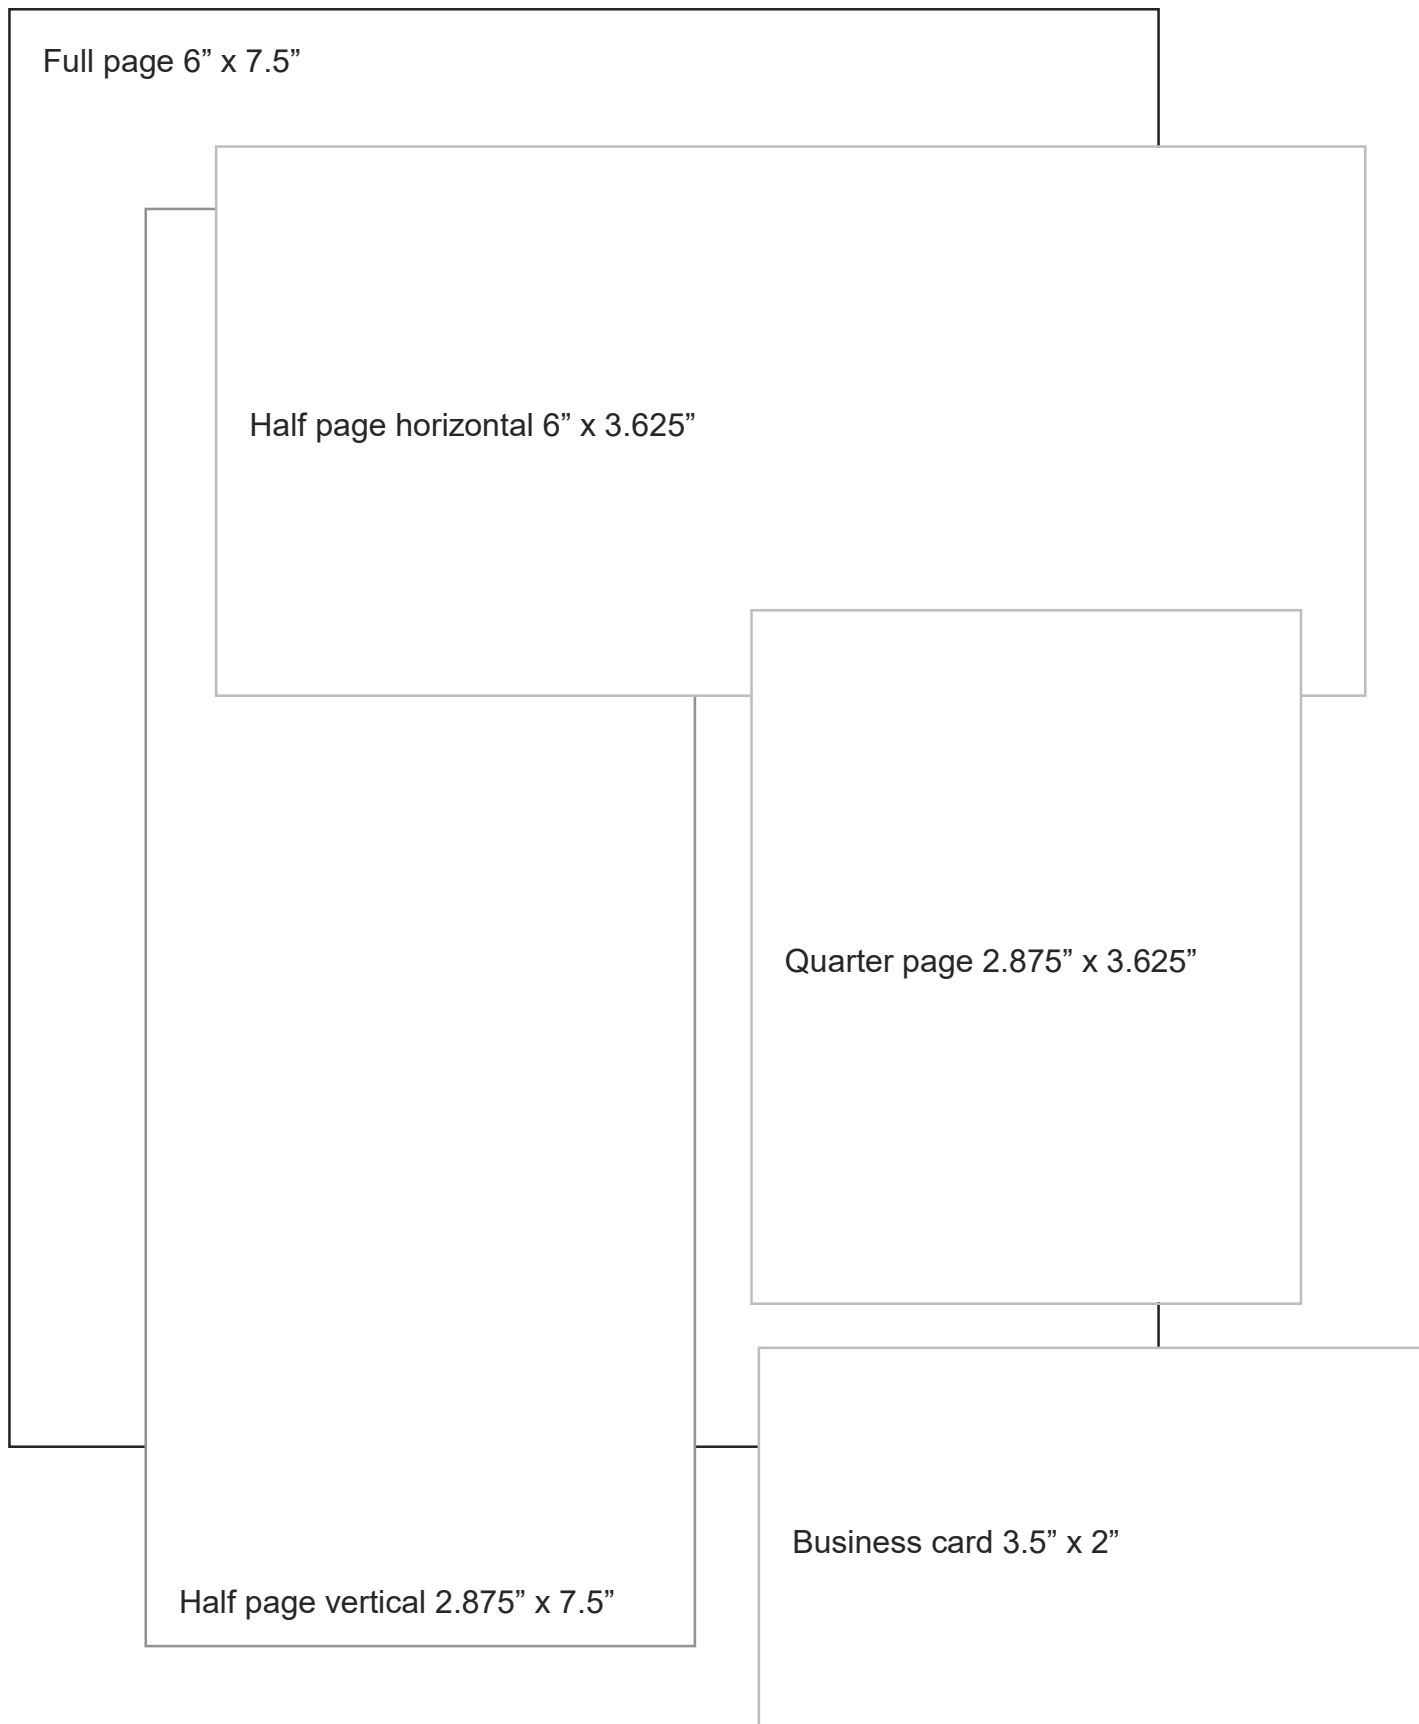 Full page 6” x 7.5”
Half page horizontal 6” x 3.625”
Quarter page 2.875” x 3.625”
Business card 3.5” x 2”
Half page vertical 2.875” x 7.5”